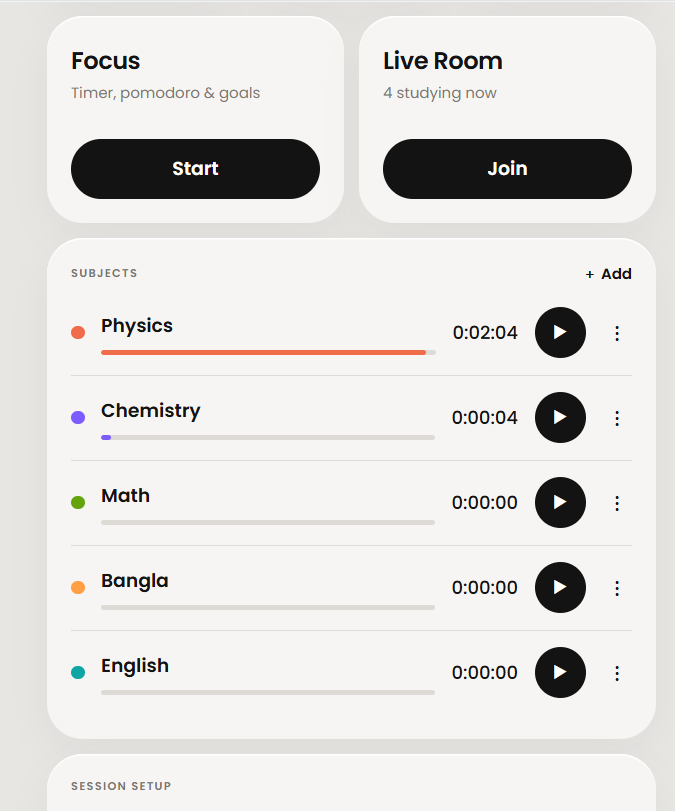 Focus
Timer, pomodoro & goals
Start
Live Room
4 studying now
Join
SUBJECTS
+ Add
Physics
0:02:04
Chemistry
0:00:04
Math
0:00:00
Bangla
0:00:00
English
0:00:00
SESSION SETUP